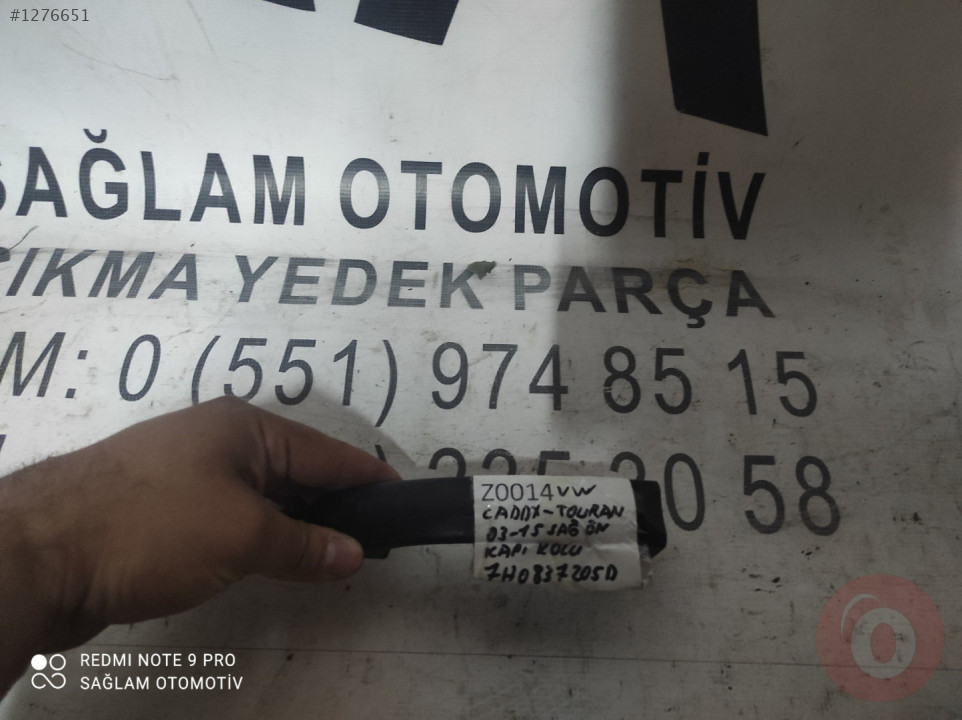 #1276651
SAĞLAM OTOMOTİV
ÇIKMA YEDEK PARÇA
M: 0 (551) 974 85 15
58
Z0014 VW
CADDY-TOURAN
03-15 SAĞ ÖN
KAPI KOLU
7H0837205D
REDMI NOTE 9 PRO
SAĞLAM OTOMOTİV